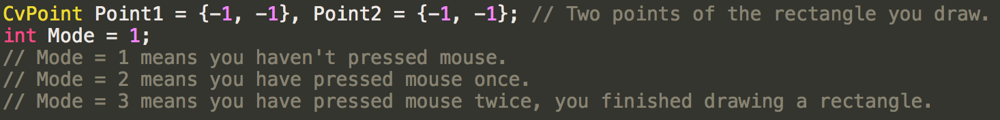 CvPoint Point1 = {-1, -1}, Point2 = {-1, -1}; // Two points of the rectangle you draw.
int Mode = 1;
// Mode = 1 means you haven't pressed mouse.
// Mode = 2 means you have pressed mouse once.
// Mode = 3 means you have pressed mouse twice, you finished drawing a rectangle.